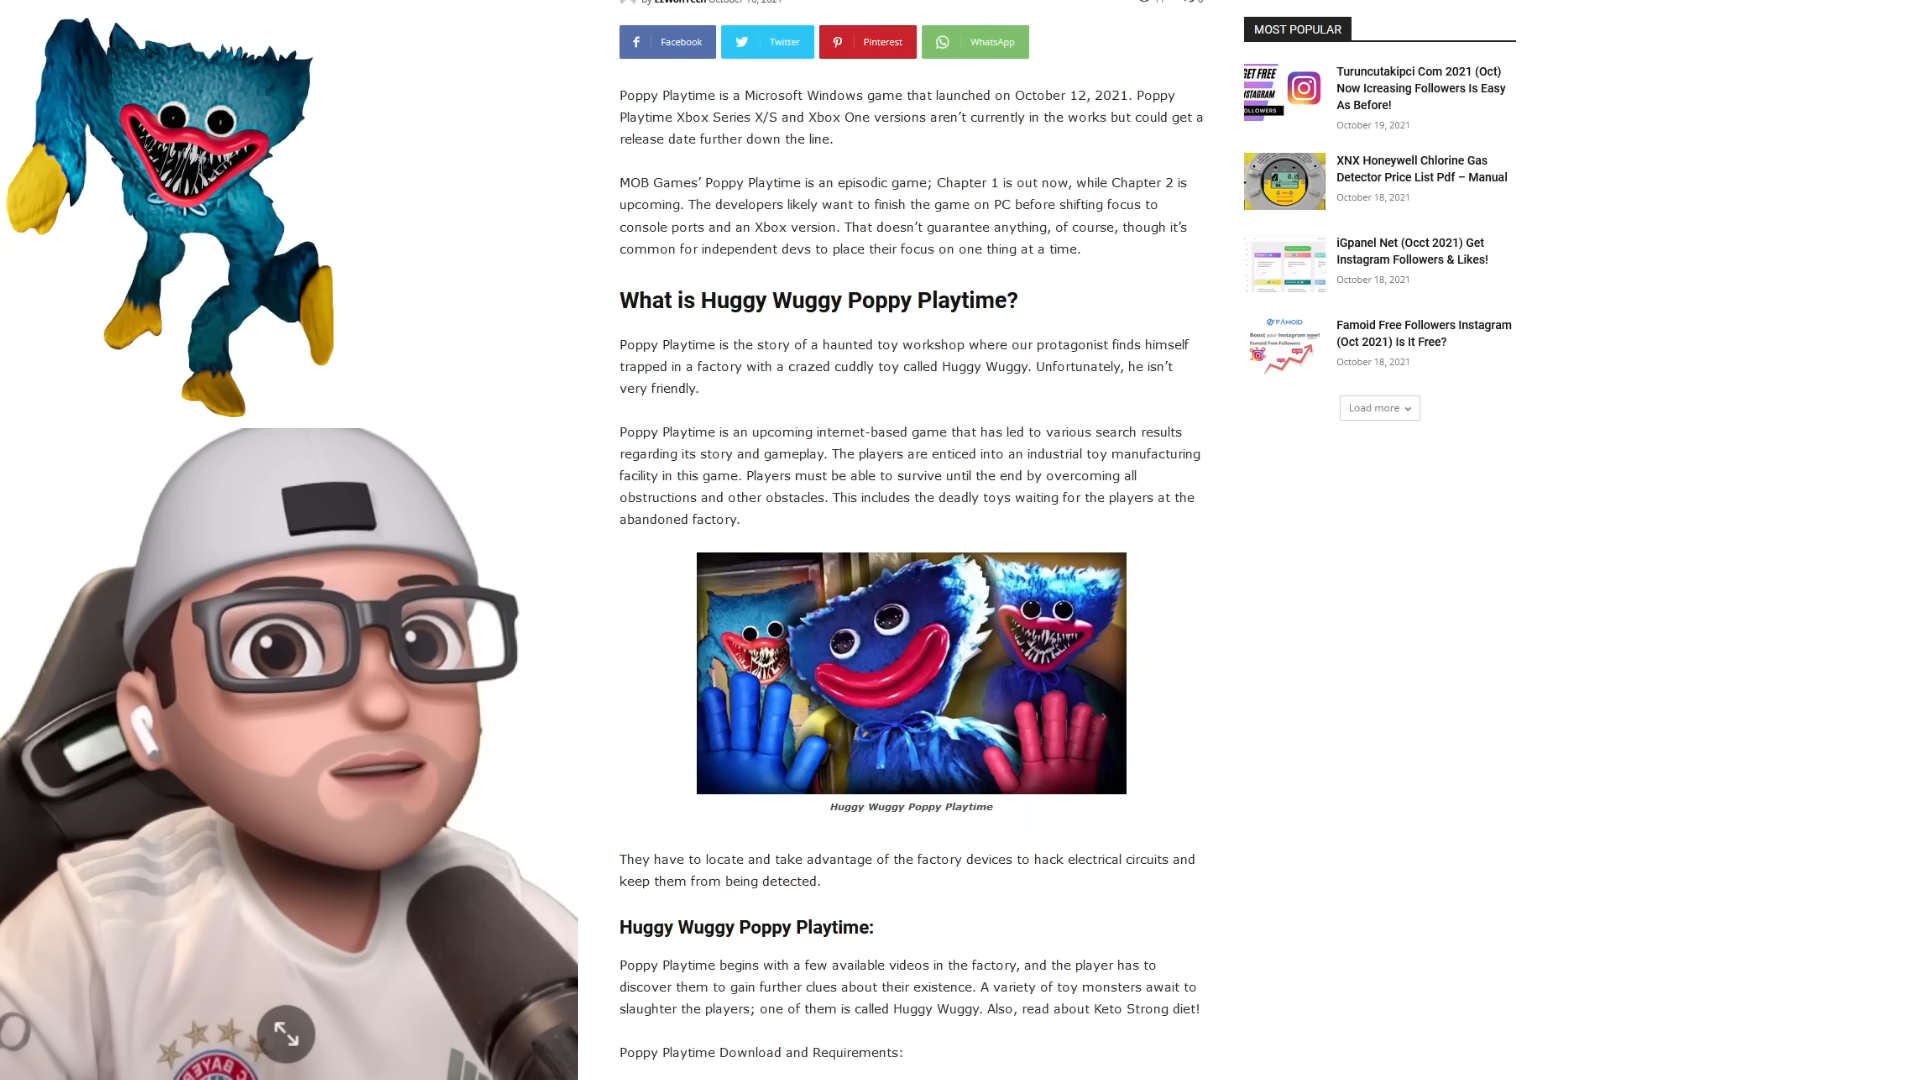 By EzWonTech October 18, 2021
Facebook
Twitter
Pinterest
WhatsApp
Poppy Playtime is a Microsoft Windows game that launched on October 12, 2021. Poppy
Playtime Xbox Series X/S and Xbox One versions aren’t currently in the works but could get a
release date further down the line.
MOB Games’ Poppy Playtime is an episodic game; Chapter 1 is out now, while Chapter 2 is
upcoming. The developers likely want to finish the game on PC before shifting focus to
console ports and an Xbox version. That doesn’t guarantee anything, of course, though it’s
common for independent devs to place their focus on one thing at a time.
What is Huggy Wuggy Poppy Playtime?
Poppy Playtime is the story of a haunted toy workshop where our protagonist finds himself
trapped in a factory with a crazed cuddly toy called Huggy Wuggy. Unfortunately, he isn’t
very friendly.
Poppy Playtime is an upcoming internet-based game that has led to various search results
regarding its story and gameplay. The players are enticed into an industrial toy manufacturing
facility in this game. Players must be able to survive until the end by overcoming all
obstructions and other obstacles. This includes the deadly toys waiting for the players at the
abandoned factory.
Huggy Wuggy Poppy Playtime
They have to locate and take advantage of the factory devices to hack electrical circuits and
keep them from being detected.
Huggy Wuggy Poppy Playtime:
Poppy Playtime begins with a few available videos in the factory, and the player has to
discover them to gain further clues about their existence. A variety of toy monsters await to
slaughter the players; one of them is called Huggy Wuggy. Also, read about Keto Strong diet!
Poppy Playtime Download and Requirements:
MOST POPULAR
GET FREE
INSTAGRAM
FOLLOWERS
Turuncutakipci Com 2021 (Oct)
Now Icreasing Followers Is Easy
As Before!
October 19, 2021
XNX Honeywell Chlorine Gas
Detector Price List Pdf – Manual
October 18, 2021
iGpanel Net (Occt 2021) Get
Instagram Followers & Likes!
October 18, 2021
FAMOID
Boost your Instagram now!
Famoid Free Followers
Famoid Free Followers Instagram
(Oct 2021) Is It Free?
October 18, 2021
Load more